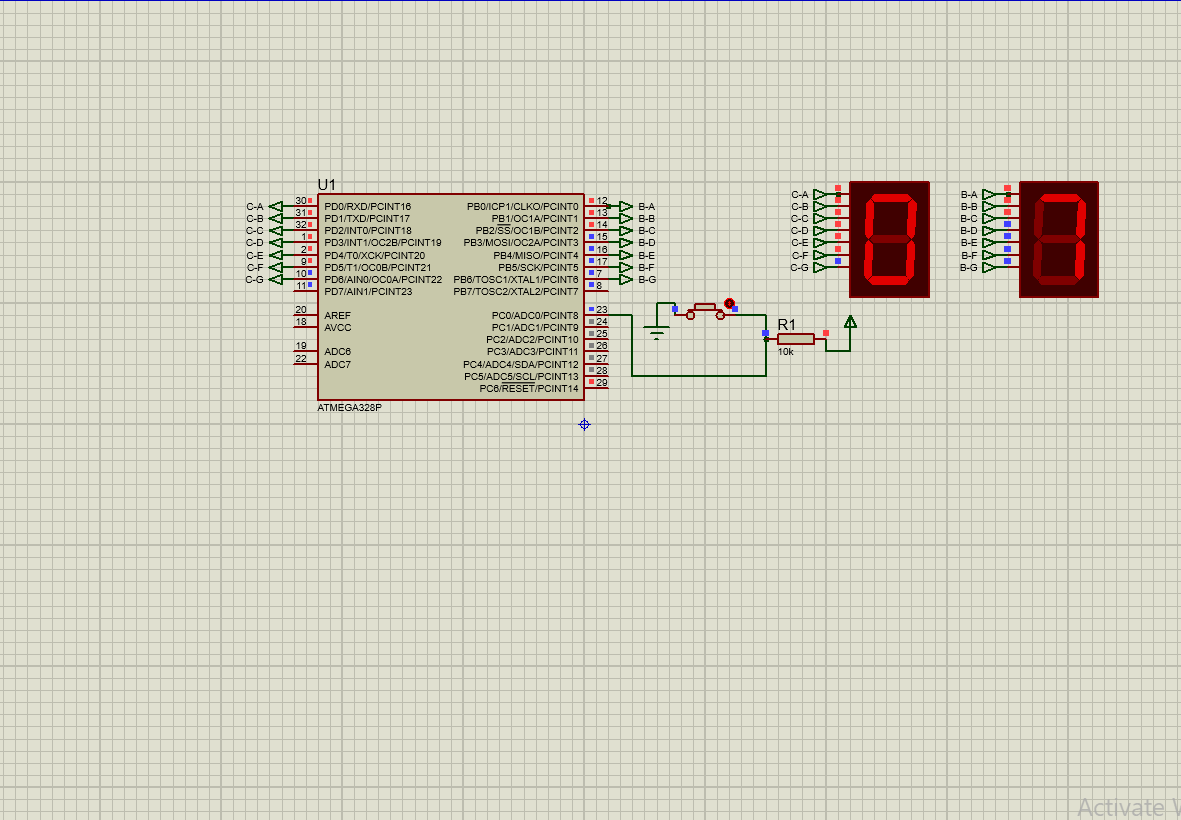 U1
C-A
C-B
C-C
C-D
C-E
C-F
C-G
30
31
32
1
2
9
10
11
20
18
19
22
PD0/RXD/PCINT16
PD1/TXD/PCINT17
PD2/INT0/PCINT18
PD3/INT1/OC2B/PCINT19
PD4/T0/XCK/PCINT20
PD5/T1/OC0B/PCINT21
PD6/AIN0/OC0A/PCINT22
PD7/AIN1/PCINT23
AREF
AVCC
ADC6
ADC7
PB0/ICP1/CLKO/PCINT0
PB1/OC1A/PCINT1
PB2/SS/OC1B/PCINT2
PB3/MOSI/OC2A/PCINT3
PB4/MISO/PCINT4
PB5/SCK/PCINT5
PB6/TOSC1/XTAL1/PCINT6
PB7/TOSC2/XTAL2/PCINT7
PC0/ADC0/PCINT8
PC1/ADC1/PCINT9
PC2/ADC2/PCINT10
PC3/ADC3/PCINT11
PC4/ADC4/SDA/PCINT12
PC5/ADC5/SCL/PCINT13
PC6/RESET/PCINT14
12
13
14
15
16
17
7
8
23
24
25
26
27
28
29
B-A
B-B
B-C
B-D
B-E
B-F
B-G
ATMEGA328P
R1
10k
C-A
C-B
C-C
C-D
C-E
C-F
C-G
0
B-A
B-B
B-C
B-D
B-E
B-F
B-G
7
Activate